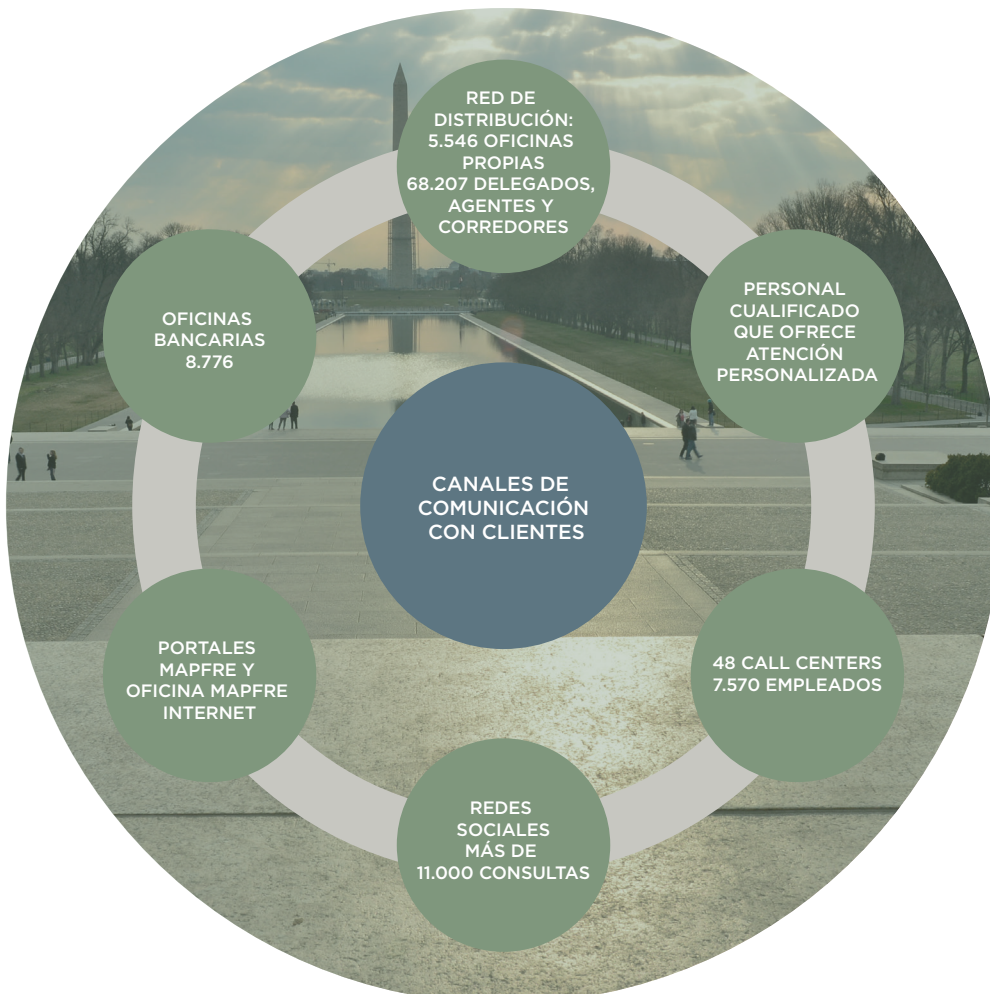 RED DE
DISTRIBUCIÓN:
5.546 OFICINAS
PROPIAS
68.207 DELEGADOS,
AGENTES Y
CORREDORES
PERSONAL
CUALIFICADO
QUE OFRECE
ATENCIÓN
PERSONALIZADA
48 CALL CENTERS
7.570 EMPLEADOS
REDES
SOCIALES
MÁS DE
11.000 CONSULTAS
PORTALES
MAPFRE Y
OFICINA MAPFRE
INTERNET
OFICINAS
BANCARIAS
8.776
CANALES DE
COMUNICACIÓN
CON CLIENTES